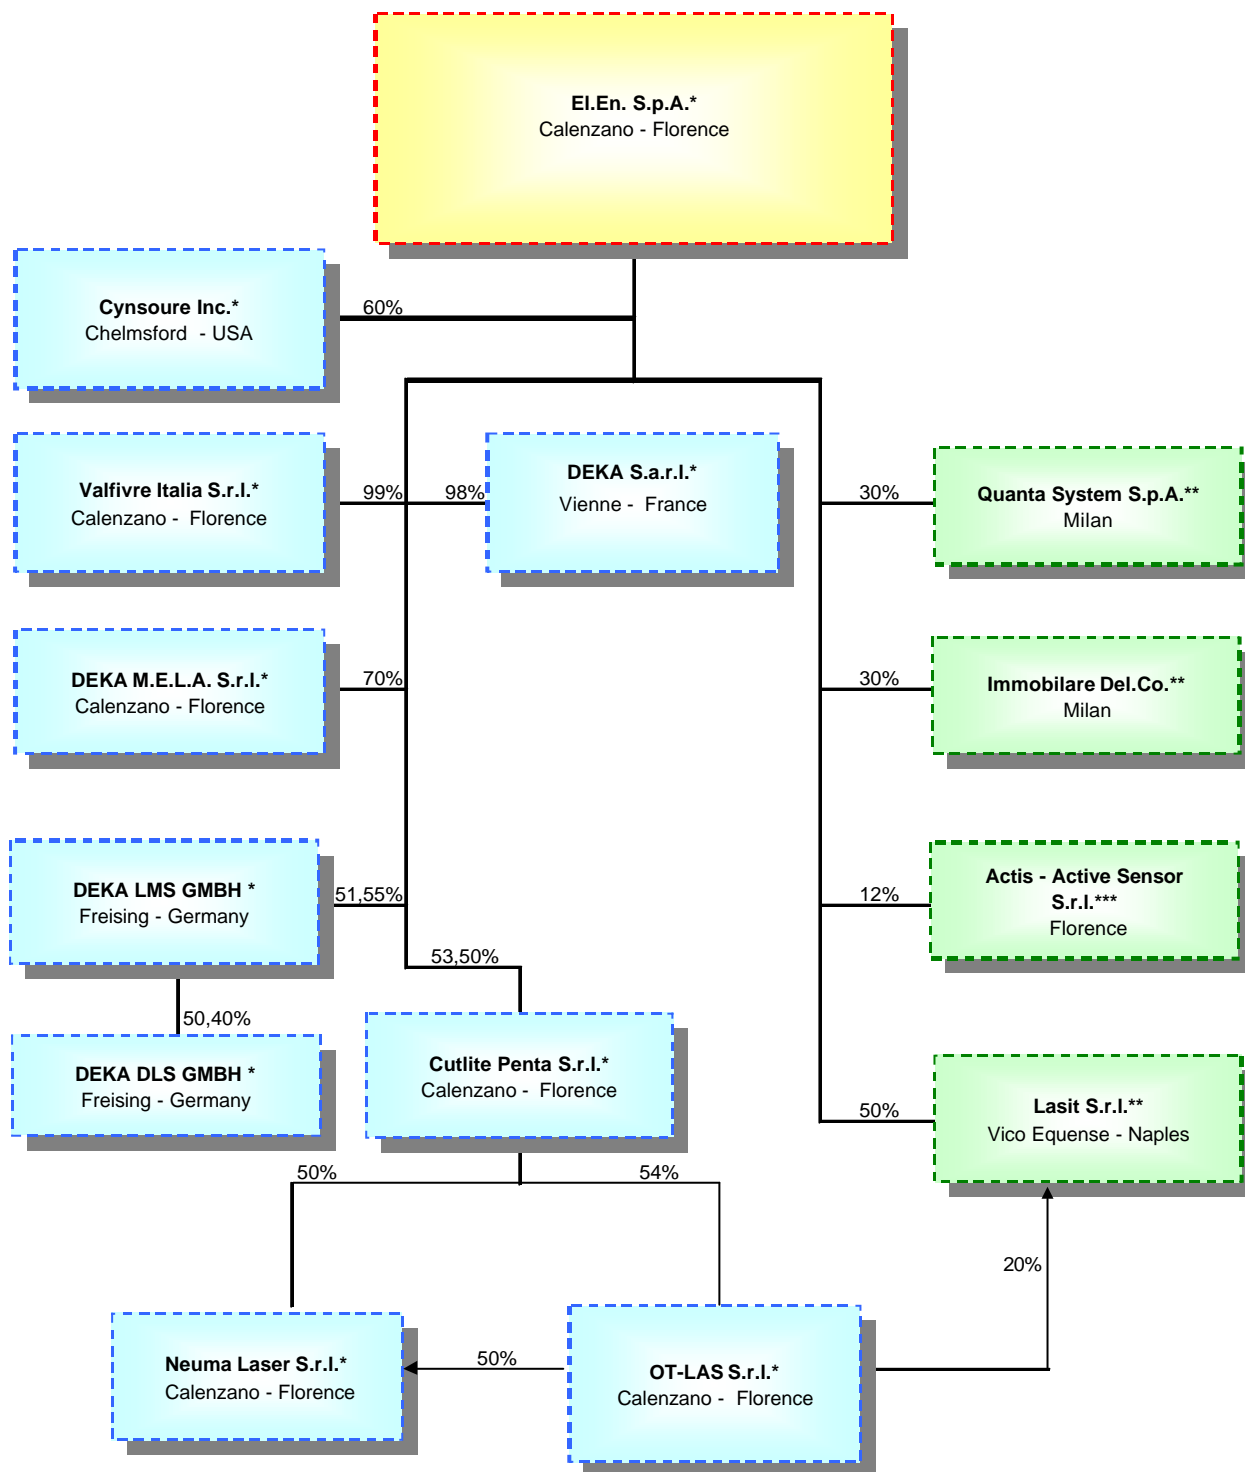 El.En. S.p.A.*
Calenzano - Florence
Cynsoure Inc.*
Chelmsford - USA
60%
Valfivre Italia S.r.l.*
Calenzano - Florence
99%
98%
DEKA S.a.r.l.*
Vienne - France
30%
Quanta System S.p.A.**
Milan
DEKA M.E.L.A. S.r.l.*
Calenzano - Florence
70%
30%
Immobilare Del.Co.**
Milan
DEKA LMS GMBH *
Freising - Germany
51,55%
12%
Actis - Active Sensor
S.r.l.***
Florence
53,50%
50,40%
DEKA DLS GMBH *
Freising - Germany
Cutlite Penta S.r.l.*
Calenzano - Florence
50%
Lasit S.r.l.**
Vico Equense - Naples
50%
54%
20%
Neuma Laser S.r.l.*
Calenzano - Florence
50%
OT-LAS S.r.l.*
Calenzano - Florence